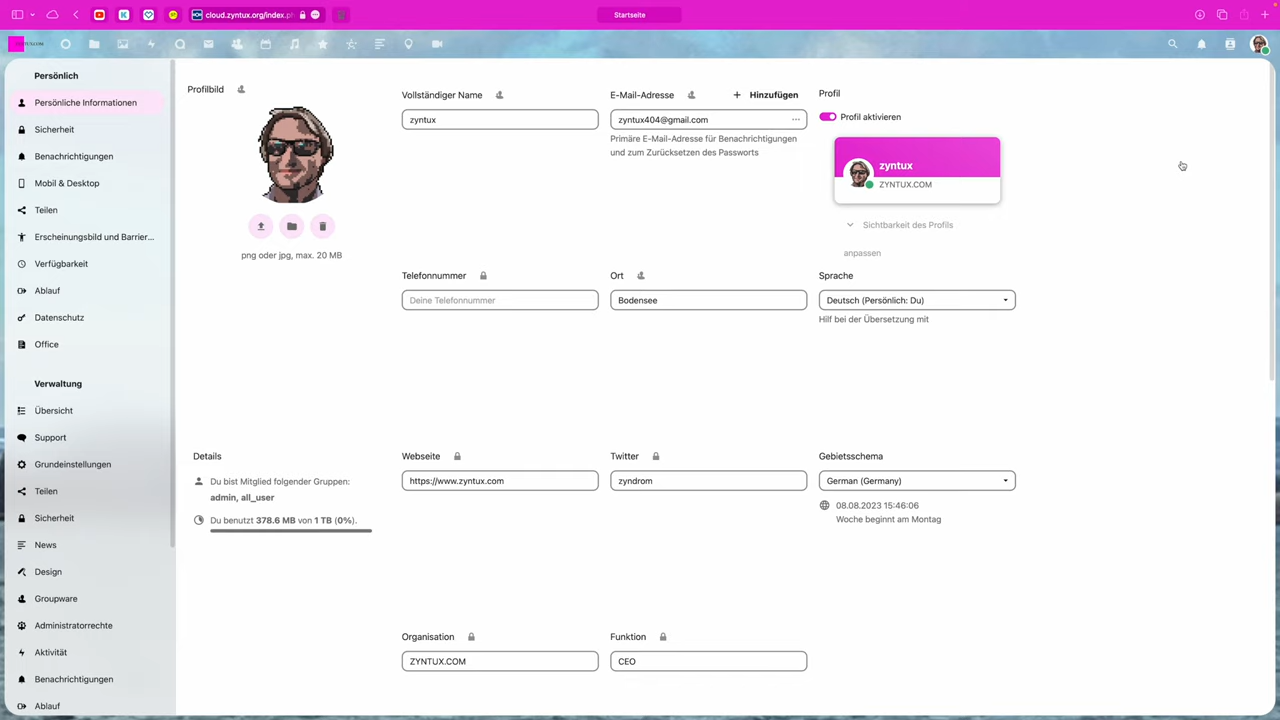 cloud.zyntux.org/index.p
Startseite
Persönlich
Persönliche Informationen
Sicherheit
Benachrichtigungen
Mobil & Desktop
Teilen
Erscheinungsbild und Barrier...
Verfügbarkeit
Ablauf
Datenschutz
Office
Verwaltung
Übersicht
Support
Grundeinstellungen
Teilen
Sicherheit
News
Design
Groupware
Administratorrechte
Aktivität
Benachrichtigungen
Ablauf
Profilbild
png oder jpg, max. 20 MB
Vollständiger Name
zyntux
E-Mail-Adresse
+ Hinzufügen
zyntux404@gmail.com
Primäre E-Mail-Adresse für Benachrichtigungen
und zum Zurücksetzen des Passworts
Profil
Profil aktivieren
zyntux
ZYNTUX.COM
Sichtbarkeit des Profils
anpassen
Telefonnummer
Deine Telefonnummer
Ort
Bodensee
Sprache
Deutsch (Persönlich: Du)
Hilf bei der Übersetzung mit
Details
Du bist Mitglied folgender Gruppen:
admin, all_user
Du benutzt 378.6 MB von 1 TB (0%).
Webseite
https://www.zyntux.com
Twitter
zyndrom
Gebietsschema
German (Germany)
08.08.2023 15:46:06
Woche beginnt am Montag
Organisation
ZYNTUX.COM
Funktion
CEO